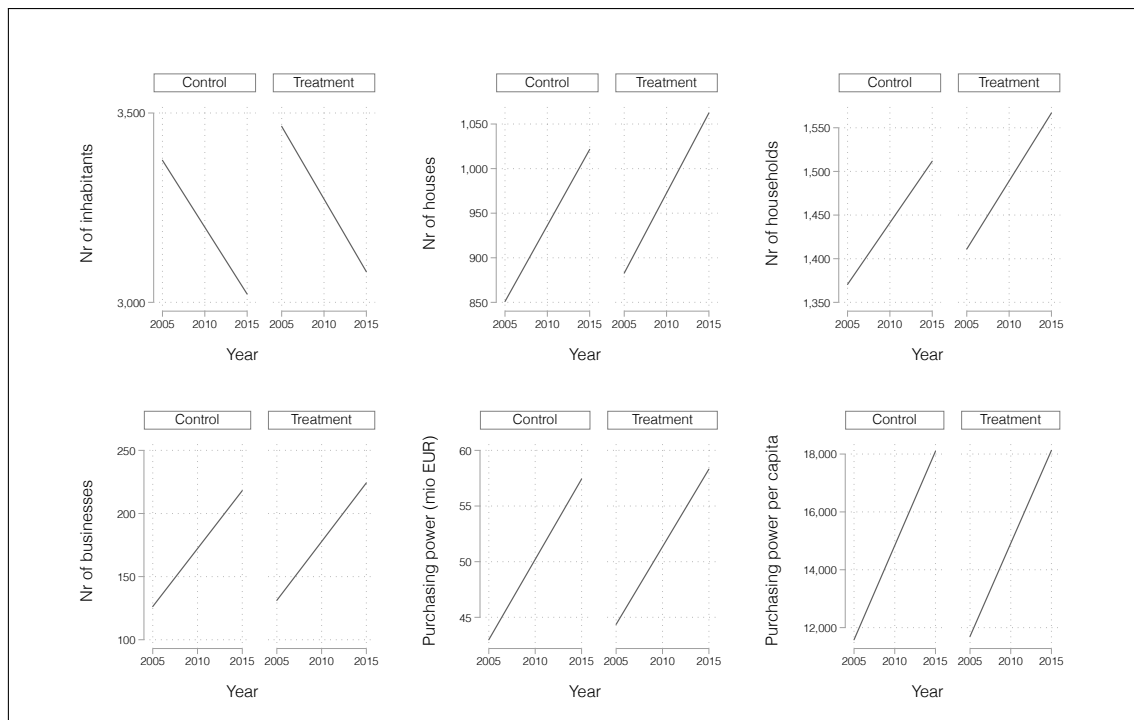 Control Treatment
Nr of inhabitants
3,500
3,000
2005 2010 2015 2005 2010 2015
Year
Control Treatment
Nr of houses
1,050
1,000
950
900
850
2005 2010 2015 2005 2010 2015
Year
Control Treatment
Nr of households
1,550
1,500
1,450
1,400
1,350
2005 2010 2015 2005 2010 2015
Year
Control Treatment
Nr of businesses
250
200
150
100
2005 2010 2015 2005 2010 2015
Year
Control Treatment
Purchasing power (mio EUR)
60
55
50
45
2005 2010 2015 2005 2010 2015
Year
Control Treatment
Purchasing power per capita
18,000
16,000
14,000
12,000
2005 2010 2015 2005 2010 2015
Year